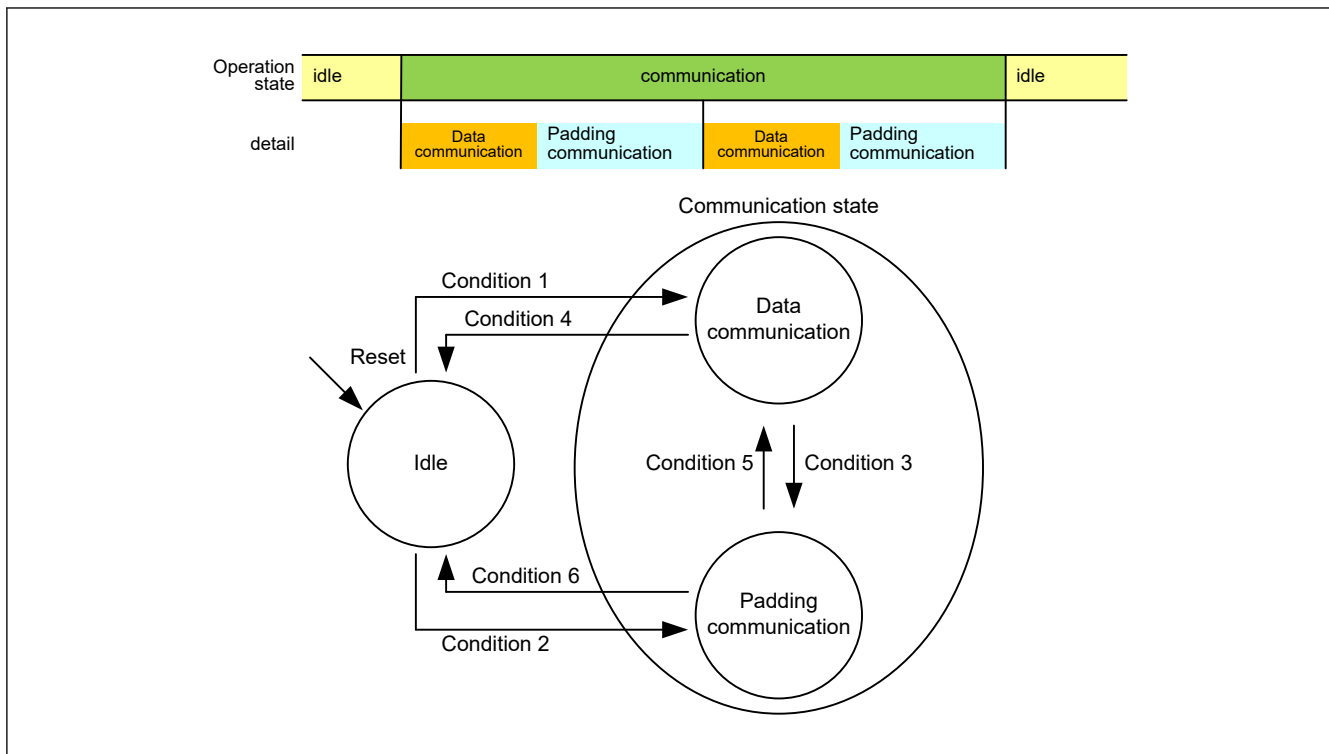 Operation
state
idle
communication
idle
detail
Data
communication
Padding
communication
Data
communication
Padding
communication
Communication state
Condition 1
Data
communication
Condition 4
Reset
Idle
Condition 5
Condition 3
Condition 6
Padding
communication
Condition 2